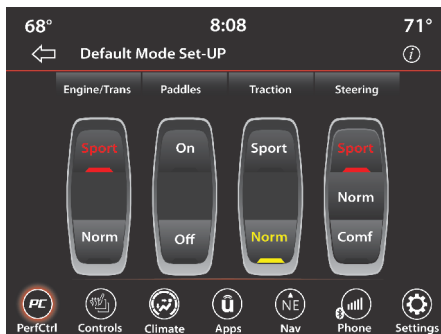 68° 8:08 71°
Default Mode Set-UP i
Engine/Trans Paddles Traction Steering
Sport On Sport Sport
Norm
Norm Off Norm Comf
PC û NE
PerfCtrl Controls Climate Apps Nav Phone Settings